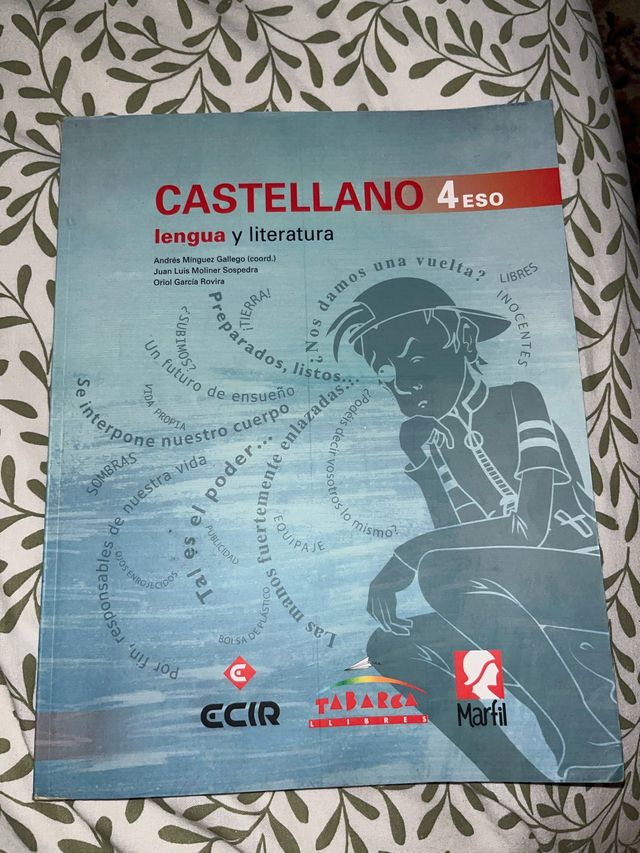 CASTELLANO 4 ESO
lengua y literatura
Andrés Mínguez Gallego (coord.)
Juan Luis Moliner Sospedra
Oriol García Rovira
¿Nos damos una vuelta?
LIBRES
INOCENTES
¡TIERRA!
Preparados, listos...
¿SUBIMOS?
Un futuro de ensueño
VIDA PROPIA
Se interpone nuestro cuerpo
¿Podéis decir vosotros lo mismo?
SOMBRAS
Tal es el poder...
Las manos fuertemente enlazadas...
Por fin, responsables de nuestra vida
PUBLICIDAD
EQUIPAJE
OJOS ENROJECIDOS
BOLSA DE PLÁSTICO
ECIR
TABARCA
LLIBRES
Marfil